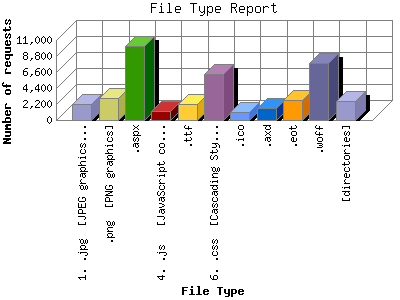 File Type Report
Number of requests
11,000
8,800
6,600
4,400
2,200
0
1. .jpg [JPEG graphics...
.png [PNG graphics]
.aspx
4. .js [JavaScript co...
.ttf
6. .css [Cascading Sty...
.ico
.axd
.eot
.woff
[directories]
File Type